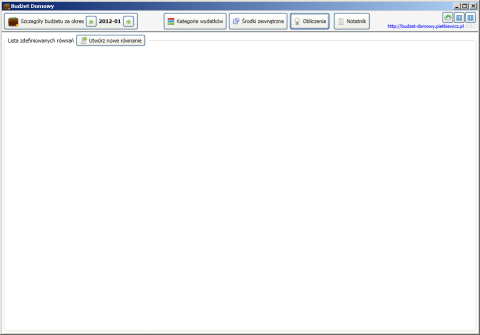 Budżet Domowy
Szczegóły budżetu za okres 2012-01 Kategorie wydatków Środki zewnętrzne Obliczenia Notatnik
http://budzet-domowy.pietkiewicz.pl
Lista zdefiniowanych równań Utwórz nowe równanie